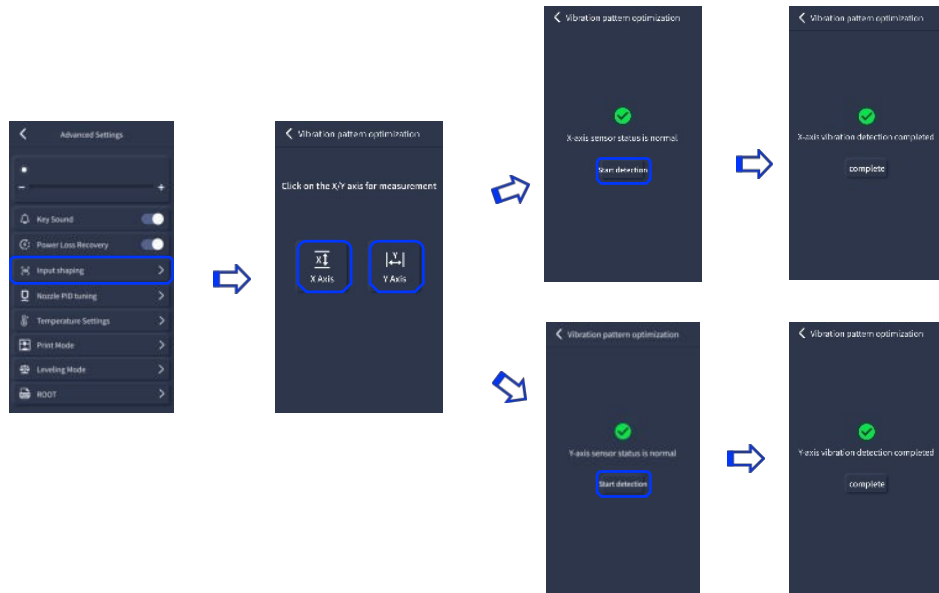 Advanced Settings
Key Sound
Power Loss Recovery
Input shaping
Nozzle PID tuning
Temperature Settings
Print Mode
Leveling Mode
ROOT
Vibration pattern optimization
Click on the X/Y axis for measurement
X
Y
X Axis
Y Axis
Vibration pattern optimization
X-axis sensor status is normal
Start detection
Vibration pattern optimization
X-axis vibration detection completed
complete
Vibration pattern optimization
Y-axis sensor status is normal
Start detection
Vibration pattern optimization
Y-axis vibration detection completed
complete